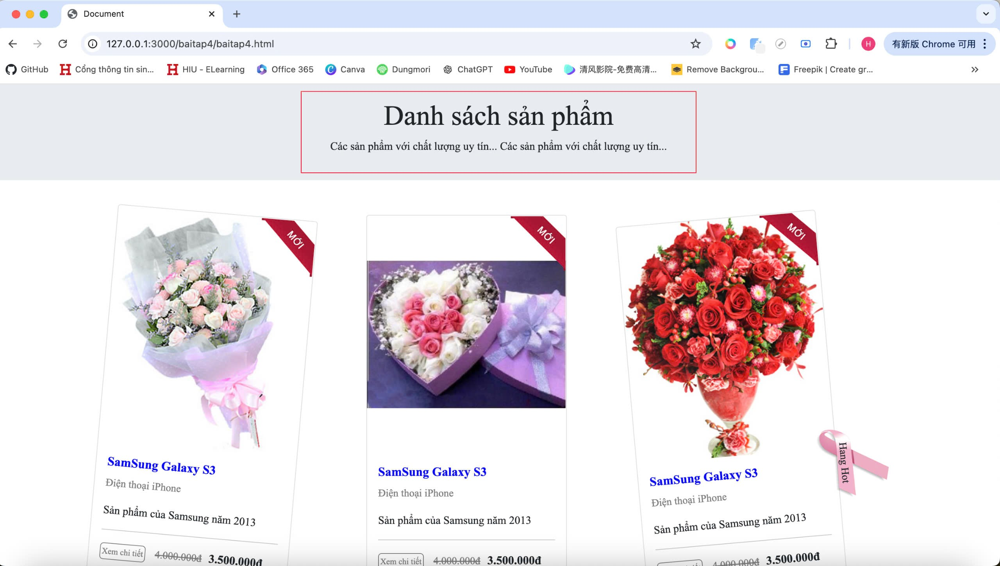 Document
127.0.0.1:3000/baitap4/baitap4.html
H
有新版 Chrome 可用
GitHub
Cổng thông tin sin...
HIU - ELearning
Office 365
Canva
Dungmori
ChatGPT
YouTube
清风影院-免费高清...
Remove Backgrou...
Freepik | Create gr...
Danh sách sản phẩm
Các sản phẩm với chất lượng uy tín... Các sản phẩm với chất lượng uy tín...
MỚI
SamSung Galaxy S3
Điện thoại iPhone
Sản phẩm của Samsung năm 2013
Xem chi tiết 4.000.000đ 3.500.000đ
MỚI
SamSung Galaxy S3
Điện thoại iPhone
Sản phẩm của Samsung năm 2013
Xem chi tiết 4.000.000đ 3.500.000đ
MỚI
Hang Hot
SamSung Galaxy S3
Điện thoại iPhone
Sản phẩm của Samsung năm 2013
4.000.000đ 3.500.000đ